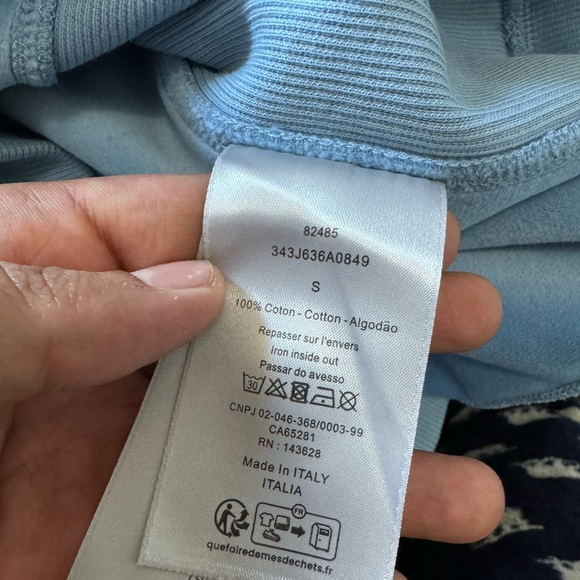 82485
343J636A0849
S
100% Coton - Cotton - Algodão
Repasser sur l'envers
Iron inside out
Passar do avesso
30
CNPJ 02-046-368/0003-99
CA65281
RN : 143628
Made In ITALY
ITALIA
FR
quefairedemesdechets.fr